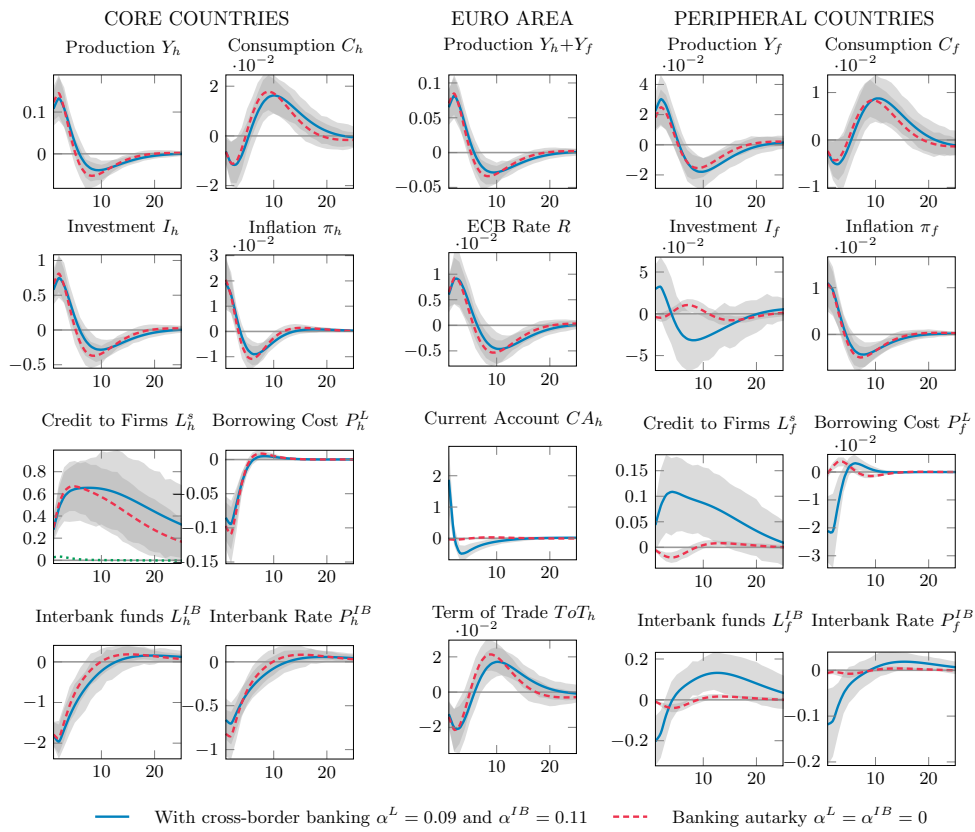 CORE COUNTRIES EURO AREA PERIPHERAL COUNTRIES
Production Y_h Consumption C_h Production Y_h+Y_f Production Y_f Consumption C_f
·10^−2 ·10^−2 ·10^−2
0.1 0
10 20
2 0 −2
10 20
0.1 0.05 0 −0.05
10 20
4 2 0 −2
10 20
1 0 −1
10 20
Investment I_h Inflation π_h ECB Rate R Investment I_f Inflation π_f
·10^−2 ·10^−2 ·10^−2 ·10^−2
1 0.5 0 −0.5
10 20
3 2 1 0 −1
10 20
1 0.5 0 −0.5
10 20
5 0 −5
10 20
1 0
10 20
Credit to Firms L_h^s Borrowing Cost P_h^L Current Account CA_h Credit to Firms L_f^s Borrowing Cost P_f^L
·10^−2
0.8 0.6 0.4 0.2 0
10 20
0 −0.05 −0.1 −0.15
10 20
2 1 0
10 20
0.15 0.1 0.05 0
10 20
0 −1 −2 −3
10 20
Interbank funds L_h^IB Interbank Rate P_h^IB Term of Trade ToT_h Interbank funds L_f^IB Interbank Rate P_f^IB
·10^−2
0 −1 −2
10 20
0 −0.5 −1
10 20
4 2 0 −2
10 20
0.2 0 −0.2
10 20
0 −0.1 −0.2
10 20
With cross-border banking α^L = 0.09 and α^IB = 0.11 Banking autarky α^L = α^IB = 0